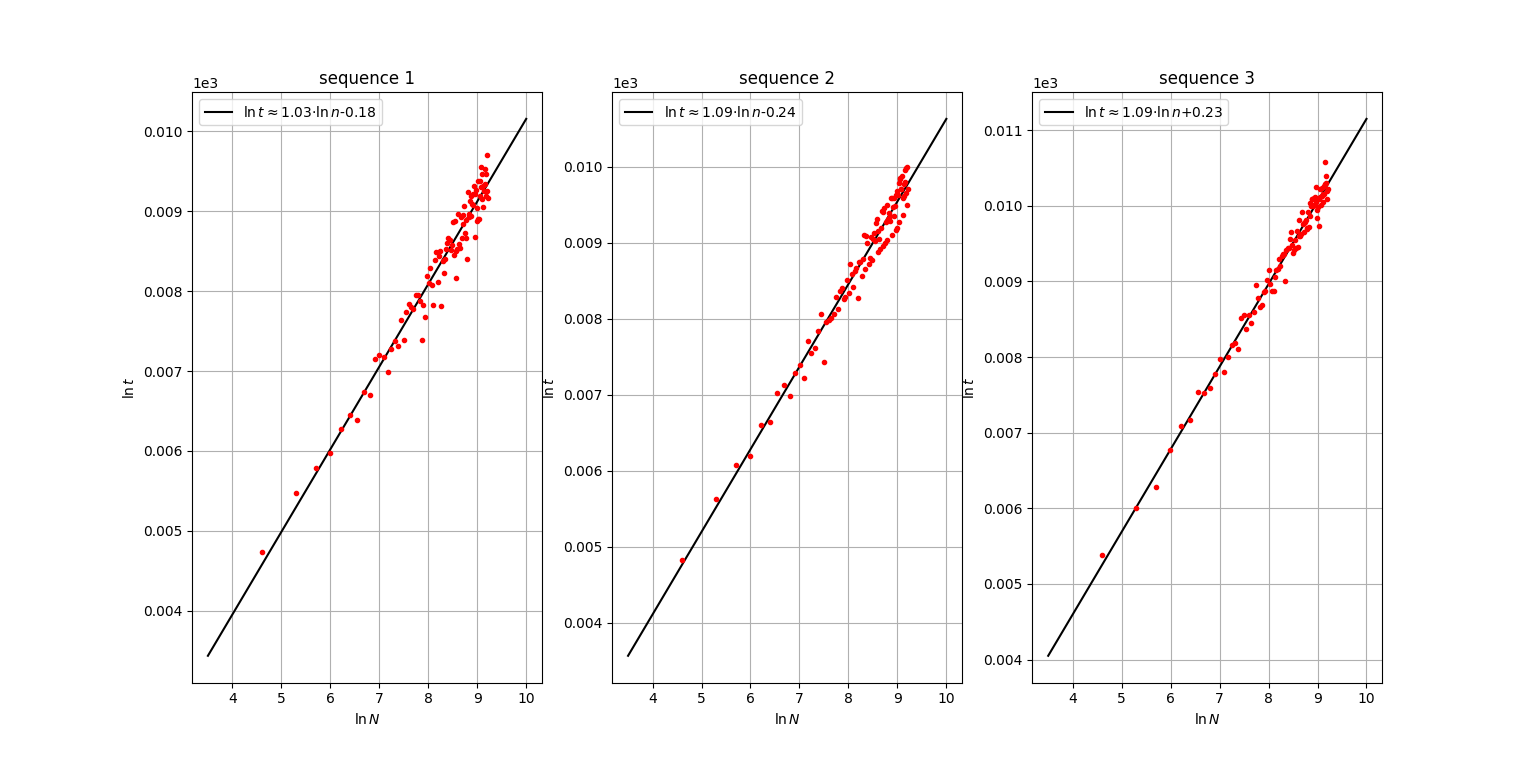 sequence 1
1e3
ln t ≈ 1.03·ln n-0.18
0.010
0.009
0.008
0.007
0.006
0.005
0.004
ln t
4 5 6 7 8 9 10
ln N
sequence 2
1e3
ln t ≈ 1.09·ln n-0.24
0.010
0.009
0.008
0.007
0.006
0.005
0.004
ln t
4 5 6 7 8 9 10
ln N
sequence 3
1e3
ln t ≈ 1.09·ln n+0.23
0.011
0.010
0.009
0.008
0.007
0.006
0.005
0.004
ln t
4 5 6 7 8 9 10
ln N